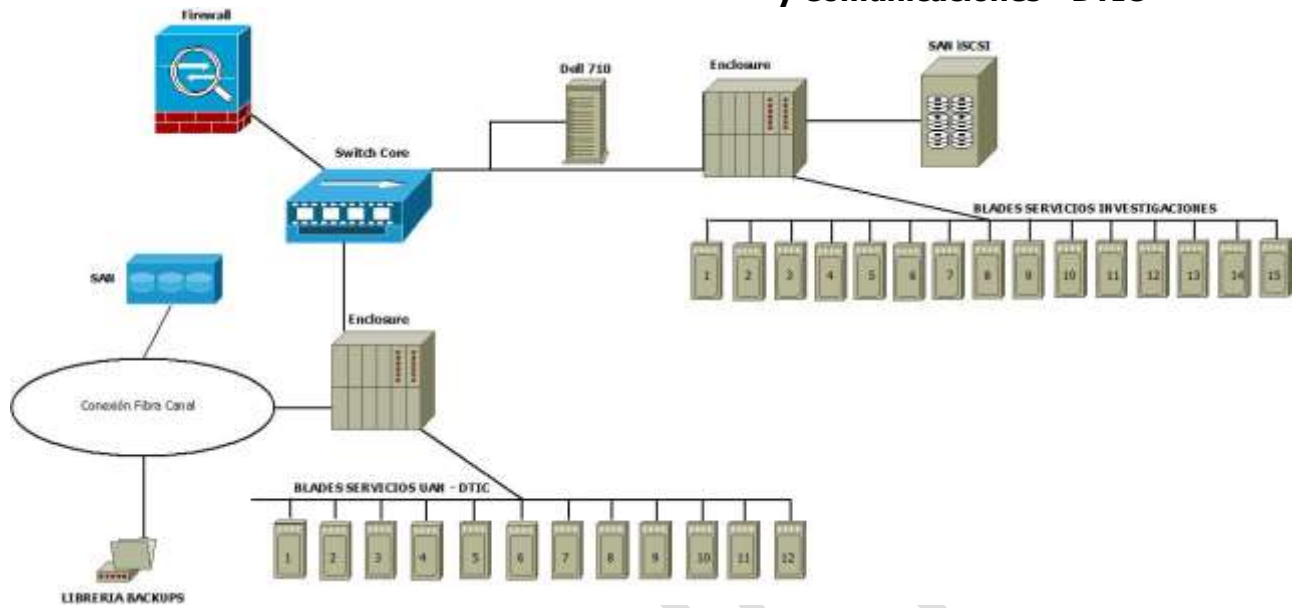 y Comunicaciones - DTIC
Firewall
SAN iSCSI
Dell 710
Enclosure
Switch Core
BLADES SERVICIOS INVESTIGACIONES
1 2 3 4 5 6 7 8 9 10 11 12 13 14 15
SAN
Enclosure
Conexión Fibra Canal
BLADES SERVICIOS UAN - DTIC
1 2 3 4 5 6 7 8 9 10 11 12
LIBRERIA BACKUPS